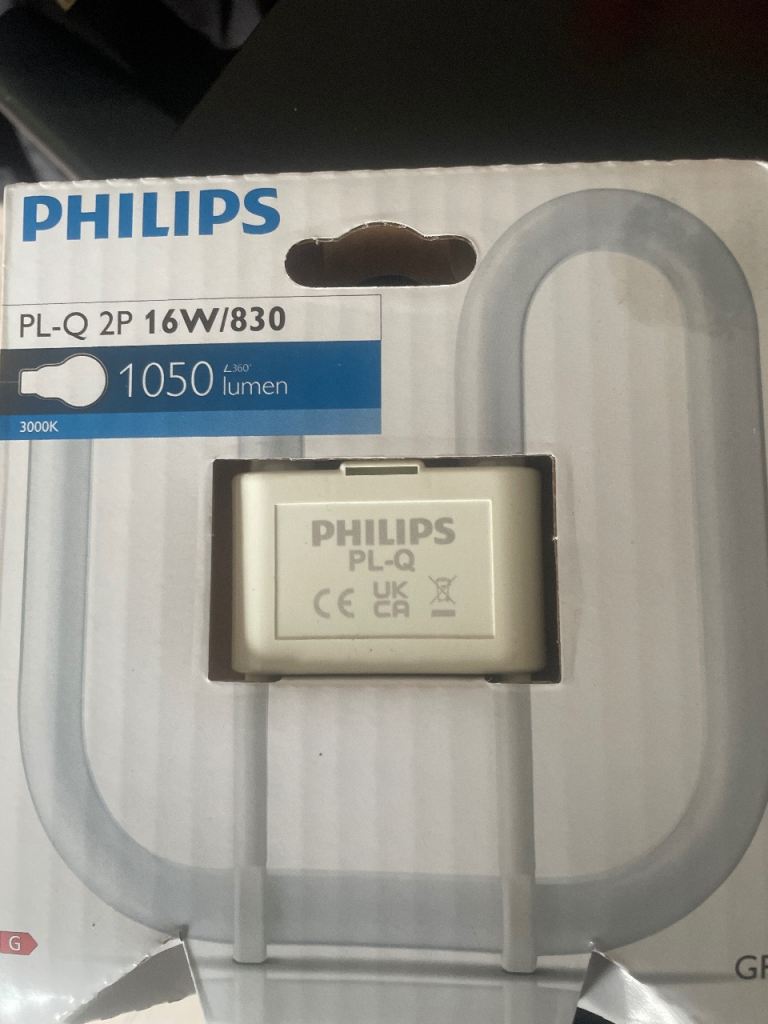 PHILIPS
PL-Q 2P 16W/830
1050 ∠360° lumen
3000K
PHILIPS
PL-Q
CE UK CA
G